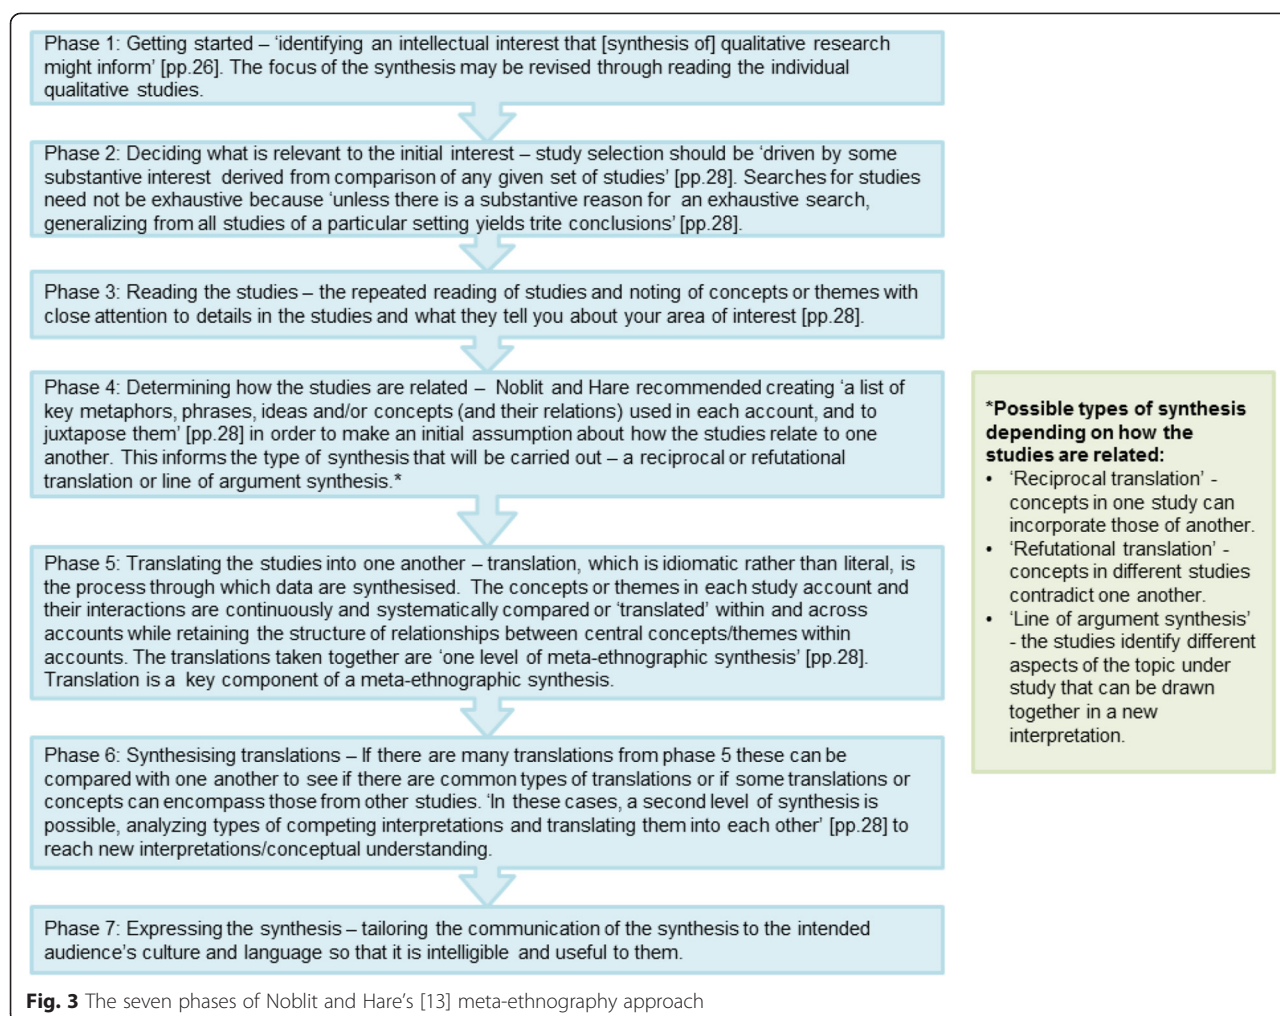 Phase 1: Getting started – ‘identifying an intellectual interest that [synthesis of] qualitative research
might inform’ [pp.26]. The focus of the synthesis may be revised through reading the individual
qualitative studies.
Phase 2: Deciding what is relevant to the initial interest – study selection should be ‘driven by some
substantive interest derived from comparison of any given set of studies’ [pp.28]. Searches for studies
need not be exhaustive because ‘unless there is a substantive reason for an exhaustive search,
generalizing from all studies of a particular setting yields trite conclusions’ [pp.28].
Phase 3: Reading the studies – the repeated reading of studies and noting of concepts or themes with
close attention to details in the studies and what they tell you about your area of interest [pp.28].
Phase 4: Determining how the studies are related – Noblit and Hare recommended creating ‘a list of
key metaphors, phrases, ideas and/or concepts (and their relations) used in each account, and to
juxtapose them’ [pp.28] in order to make an initial assumption about how the studies relate to one
another. This informs the type of synthesis that will be carried out – a reciprocal or refutational
translation or line of argument synthesis.*
*Possible types of synthesis
depending on how the
studies are related:
• ‘Reciprocal translation’ -
concepts in one study can
incorporate those of another.
• ‘Refutational translation’ -
concepts in different studies
contradict one another.
• ‘Line of argument synthesis’
- the studies identify different
aspects of the topic under
study that can be drawn
together in a new
interpretation.
Phase 5: Translating the studies into one another – translation, which is idiomatic rather than literal, is
the process through which data are synthesised. The concepts or themes in each study account and
their interactions are continuously and systematically compared or ‘translated’ within and across
accounts while retaining the structure of relationships between central concepts/themes within
accounts. The translations taken together are ‘one level of meta-ethnographic synthesis’ [pp.28].
Translation is a key component of a meta-ethnographic synthesis.
Phase 6: Synthesising translations – If there are many translations from phase 5 these can be
compared with one another to see if there are common types of translations or if some translations or
concepts can encompass those from other studies. ‘In these cases, a second level of synthesis is
possible, analyzing types of competing interpretations and translating them into each other’ [pp.28] to
reach new interpretations/conceptual understanding.
Phase 7: Expressing the synthesis – tailoring the communication of the synthesis to the intended
audience’s culture and language so that it is intelligible and useful to them.
Fig. 3 The seven phases of Noblit and Hare’s [13] meta-ethnography approach